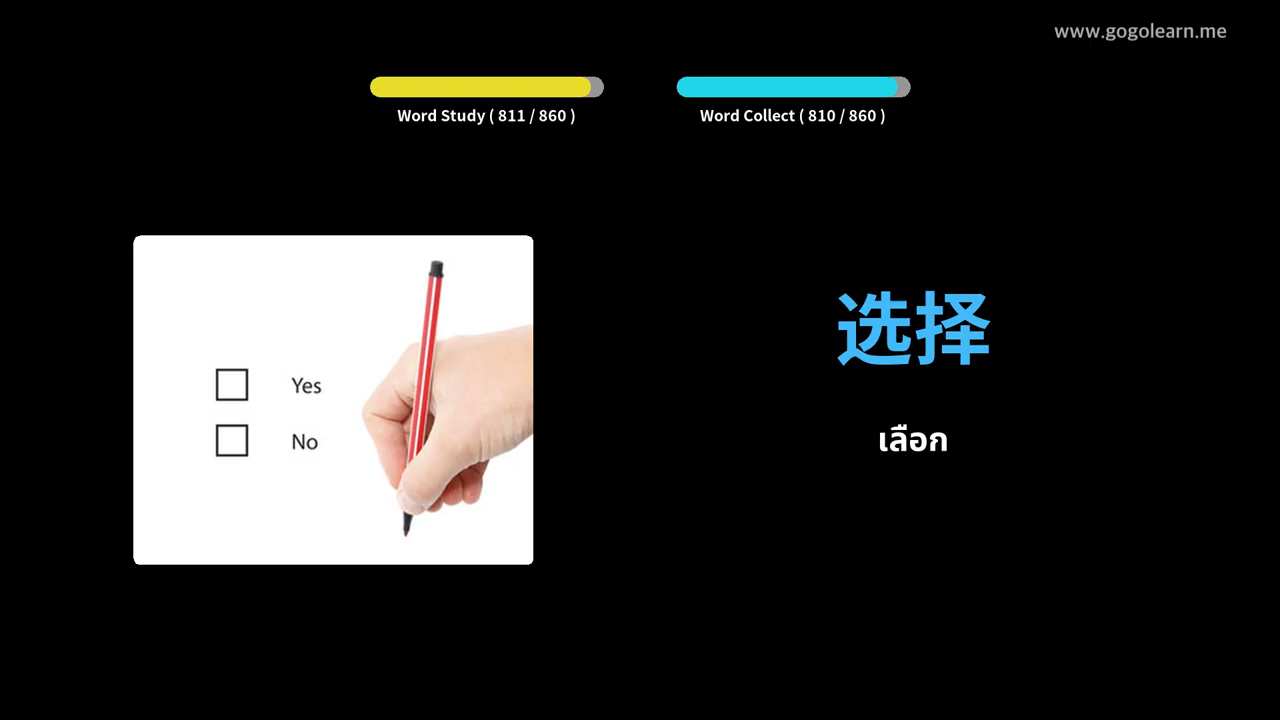 www.gogolearn.me
Word Study ( 811 / 860 )
Word Collect ( 810 / 860 )
Yes
No
选择
เลือก